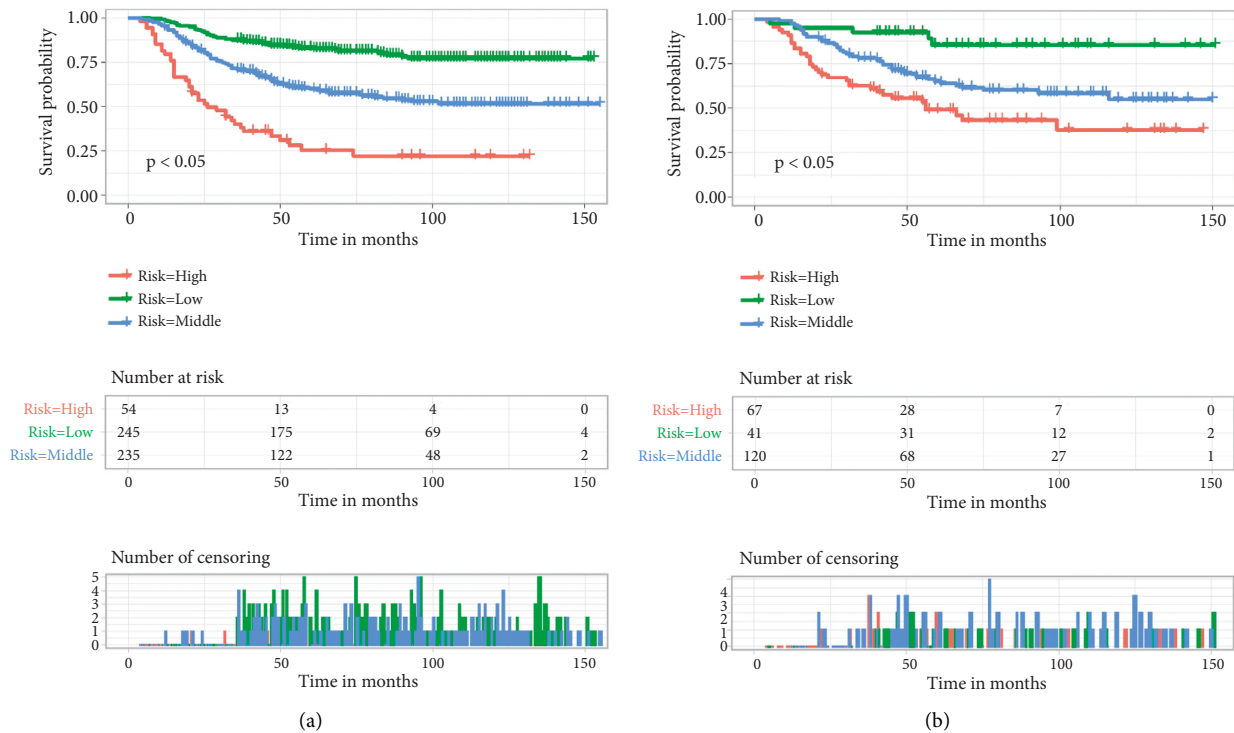 1.00
0.75
0.50
0.25
0.00
Survival probability
p < 0.05
0 50 100 150
Time in months
Risk=High
Risk=Low
Risk=Middle
Number at risk
Risk=High 54 13 4 0
Risk=Low 245 175 69 4
Risk=Middle 235 122 48 2
0 50 100 150
Time in months
Number of censoring
5
4
3
2
1
0
0 50 100 150
Time in months
(a)
1.00
0.75
0.50
0.25
0.00
Survival probability
p < 0.05
0 50 100 150
Time in months
Risk=High
Risk=Low
Risk=Middle
Number at risk
Risk=High 67 28 7 0
Risk=Low 41 31 12 2
Risk=Middle 120 68 27 1
0 50 100 150
Time in months
Number of censoring
4
3
2
1
0
0 50 100 150
Time in months
(b)